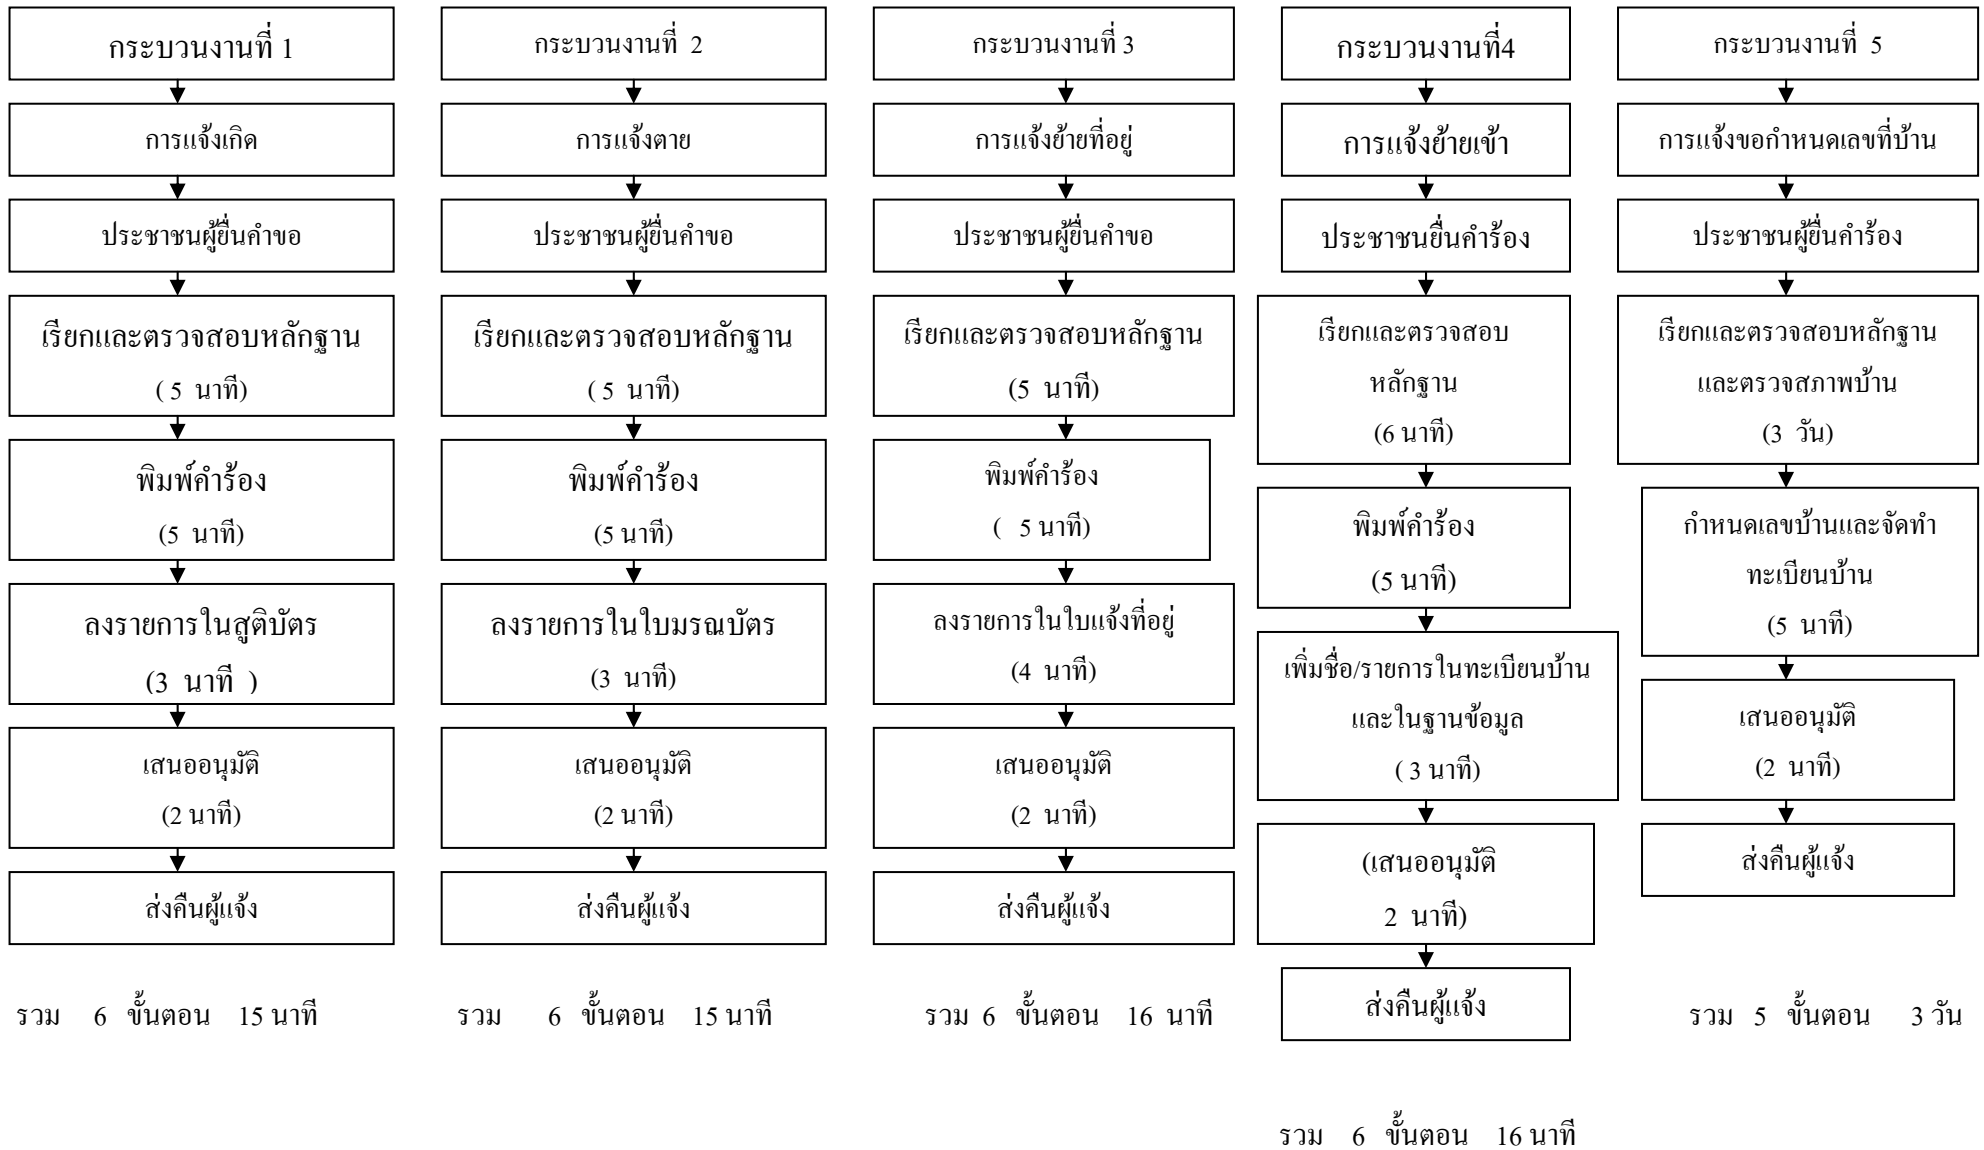 กระบวนงานที่ 1
การแจ้งเกิด
ประชาชนผู้ยื่นคำขอ
เรียกและตรวจสอบหลักฐาน
( 5 นาที)
พิมพ์คำร้อง
(5 นาที)
ลงรายการในสูติบัตร
(3 นาที )
เสนออนุมัติ
(2 นาที)
ส่งคืนผู้แจ้ง
รวม 6 ขั้นตอน 15 นาที
กระบวนงานที่ 2
การแจ้งตาย
ประชาชนผู้ยื่นคำขอ
เรียกและตรวจสอบหลักฐาน
( 5 นาที)
พิมพ์คำร้อง
(5 นาที)
ลงรายการในใบมรณบัตร
(3 นาที)
เสนออนุมัติ
(2 นาที)
ส่งคืนผู้แจ้ง
รวม 6 ขั้นตอน 15 นาที
กระบวนงานที่ 3
การแจ้งย้ายที่อยู่
ประชาชนผู้ยื่นคำขอ
เรียกและตรวจสอบหลักฐาน
(5 นาที)
พิมพ์คำร้อง
( 5 นาที)
ลงรายการในใบแจ้งที่อยู่
(4 นาที)
เสนออนุมัติ
(2 นาที)
ส่งคืนผู้แจ้ง
รวม 6 ขั้นตอน 16 นาที
กระบวนงานที่4
การแจ้งย้ายเข้า
ประชาชนยื่นคำร้อง
เรียกและตรวจสอบ
หลักฐาน
(6 นาที)
พิมพ์คำร้อง
(5 นาที)
เพิ่มชื่อ/รายการในทะเบียนบ้าน
และในฐานข้อมูล
( 3 นาที)
(เสนออนุมัติ
2 นาที)
ส่งคืนผู้แจ้ง
รวม 6 ขั้นตอน 16 นาที
กระบวนงานที่ 5
การแจ้งขอกำหนดเลขที่บ้าน
ประชาชนผู้ยื่นคำร้อง
เรียกและตรวจสอบหลักฐาน
และตรวจสภาพบ้าน
(3 วัน)
กำหนดเลขบ้านและจัดทำ
ทะเบียนบ้าน
(5 นาที)
เสนออนุมัติ
(2 นาที)
ส่งคืนผู้แจ้ง
รวม 5 ขั้นตอน 3 วัน